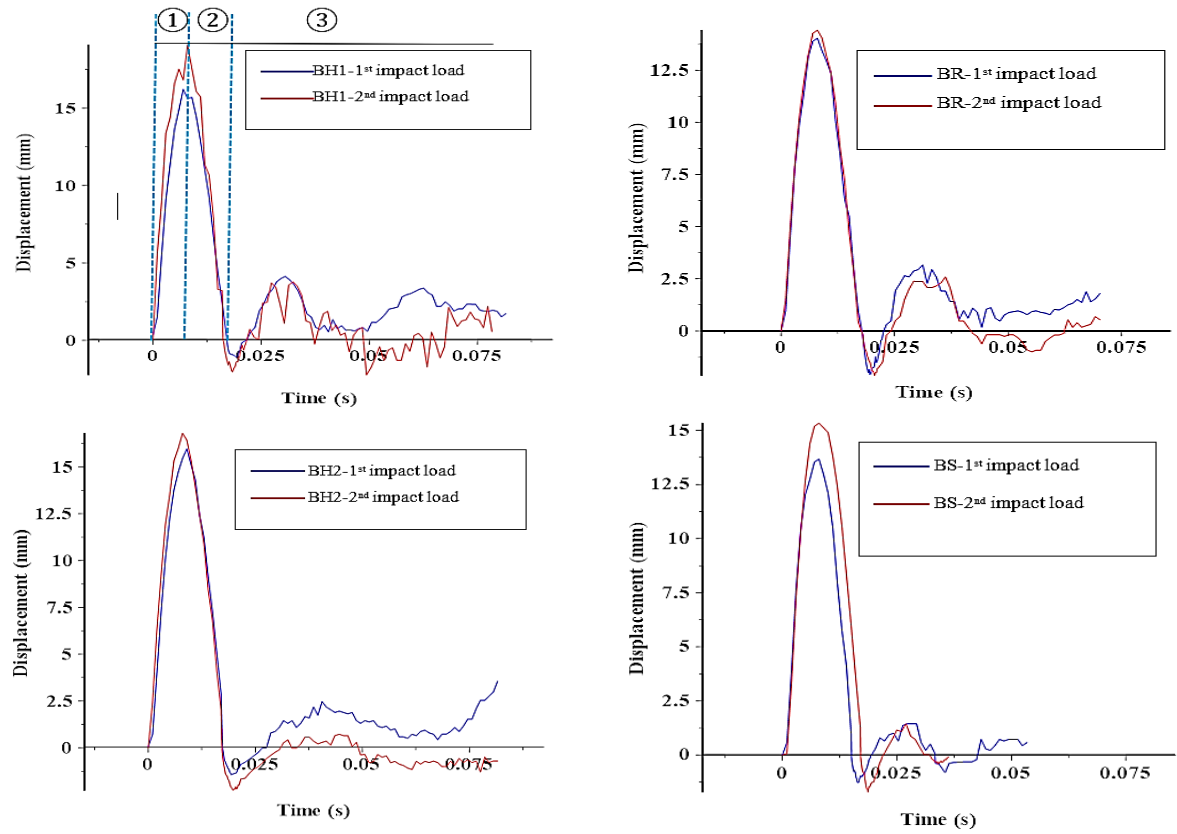 ① ② ③
BH1-1st impact load
BH1-2nd impact load
15
10
5
0
Displacement (mm)
0 0.025 0.05 0.075
Time (s)
BR-1st impact load
BR-2nd impact load
12.5
10
7.5
5
2.5
0
Displacement (mm)
0 0.025 0.05 0.075
Time (s)
BH2-1st impact load
BH2-2nd impact load
15
12.5
10
7.5
5
2.5
0
Displacement (mm)
0 0.025 0.05 0.075
Time (s)
BS-1st impact load
BS-2nd impact load
15
12.5
10
7.5
5
2.5
0
Displacement (mm)
0 0.025 0.05 0.075
Time (s)